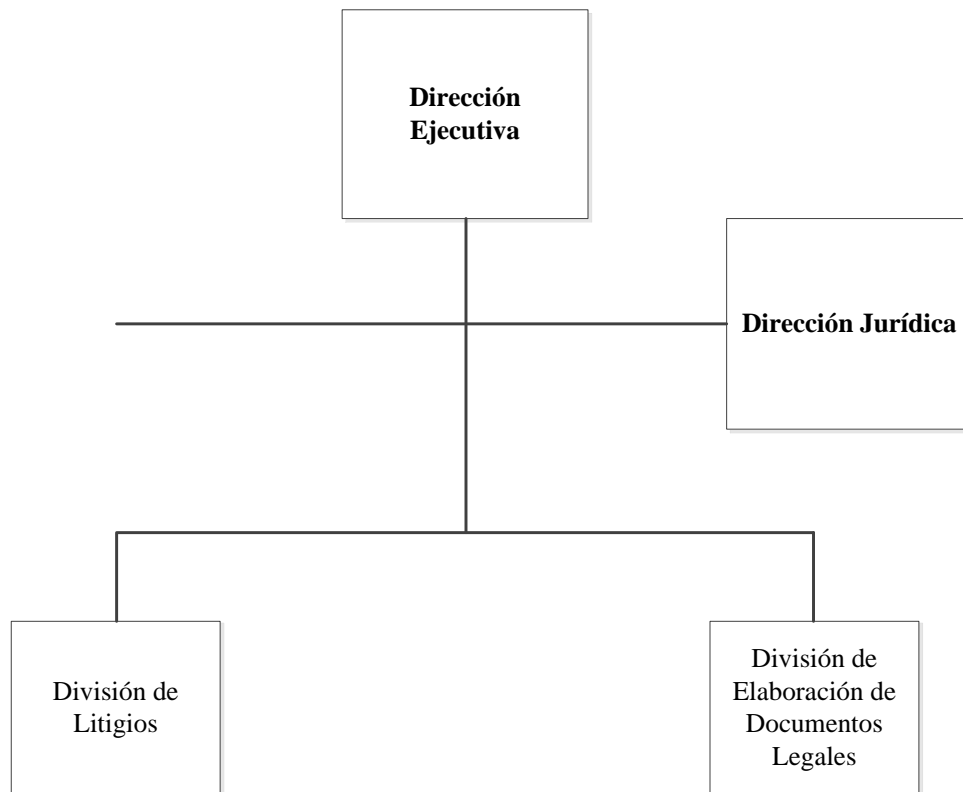 Dirección
Ejecutiva
Dirección Jurídica
División de
Litigios
División de
Elaboración de
Documentos
Legales